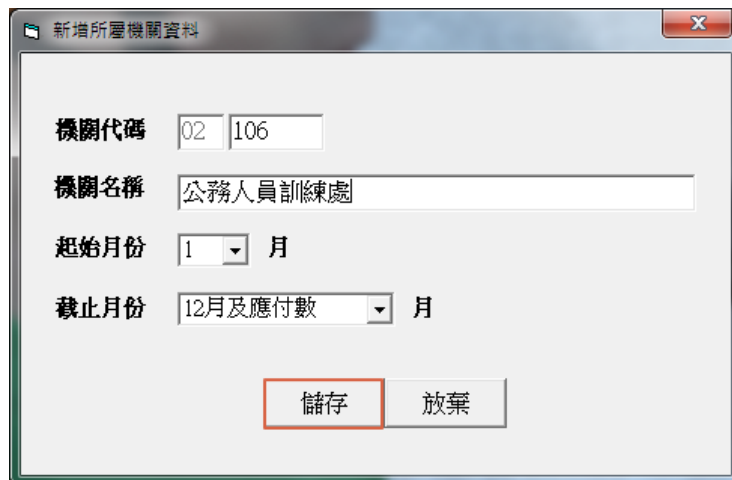 新增所屬機關資料
機關代碼 02 106
機關名稱 公務人員訓練處
起始月份 1 月
截止月份 12月及應付數 月
儲存 放棄